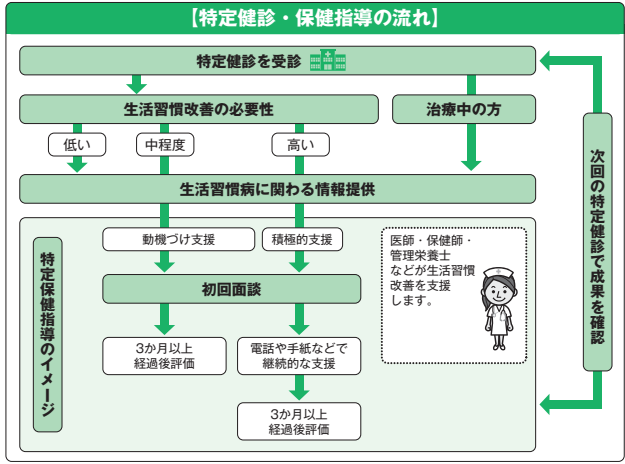 【特定健診・保健指導の流れ】
特定健診を受診
生活習慣改善の必要性
治療中の方
低い
中程度
高い
生活習慣病に関わる情報提供
動機づけ支援
積極的支援
初回面談
3か月以上
経過後評価
電話や手紙などで
継続的な支援
3か月以上
経過後評価
医師・保健師・
管理栄養士
などが生活習慣
改善を支援
します。
特定保健指導のイメージ
次回の特定健診で成果を確認